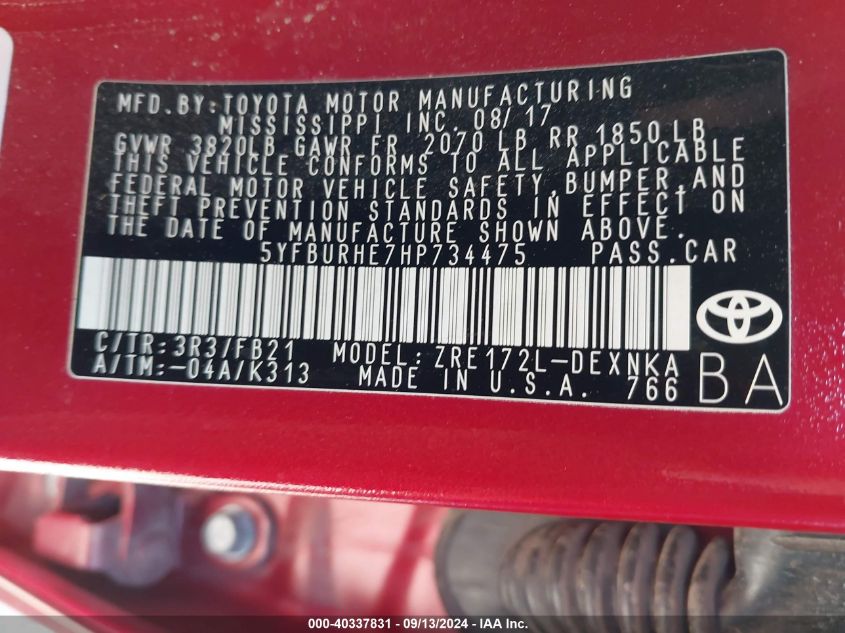 MFD. BY: TOYOTA MOTOR MANUFACTURING
MISSISSIPPI INC. 08/17
GVWR 3820LB GAWR FR 2070 LB RR 1850 LB
THIS VEHICLE CONFORMS TO ALL APPLICABLE
FEDERAL MOTOR VEHICLE SAFETY, BUMPER, AND
THEFT PREVENTION STANDARDS IN EFFECT ON
THE DATE OF MANUFACTURE SHOWN ABOVE.
5YFBURHE7HP734475 PASS. CAR
C/TR: 3R3/FB21 MODEL: ZRE172L-DEXNKA
A/TM: -04A/K313 MADE IN U.S.A. 766 BA
000-40337831 - 09/13/2024 - IAA Inc.